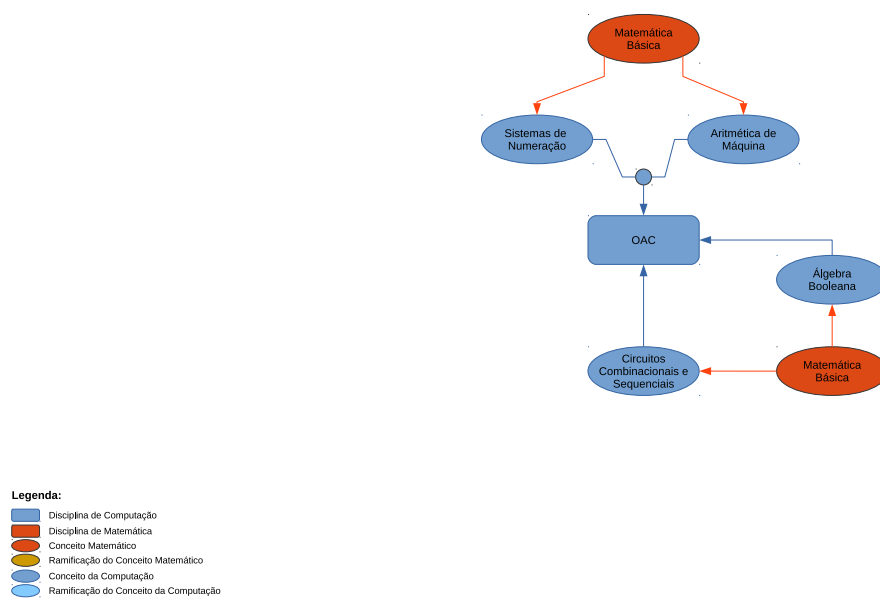 Matemática
Básica
Sistemas de
Numeração
Aritmética de
Máquina
OAC
Álgebra
Booleana
Circuitos
Combinacionais e
Sequenciais
Matemática
Básica
Legenda:
Disciplina de Computação
Disciplina de Matemática
Conceito Matemático
Ramificação do Conceito Matemático
Conceito da Computação
Ramificação do Conceito da Computação